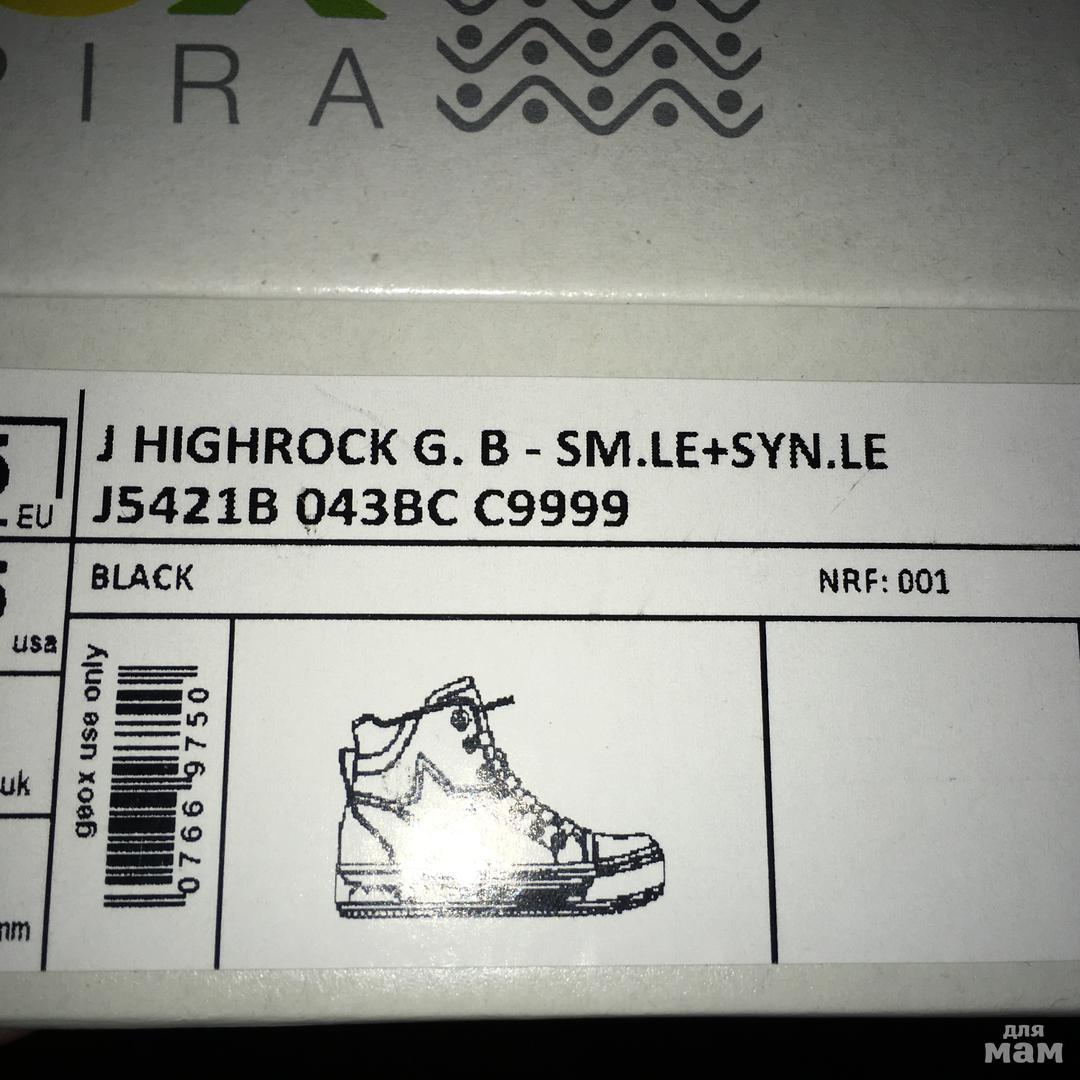 PIRA
J HIGHROCK G. B - SM.LE+SYN.LE
J5421B 043BC C9999
EU
BLACK
NRF: 001
usa
geox use only
0766 9750
uk
mm
для
мам